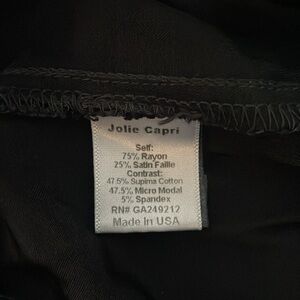 Jolie Capri
Self:
75% Rayon
25% Satin Faille
Contrast:
47.5% Supima Cotton
47.5% Micro Modal
5% Spandex
RN# GA249212
Made In USA